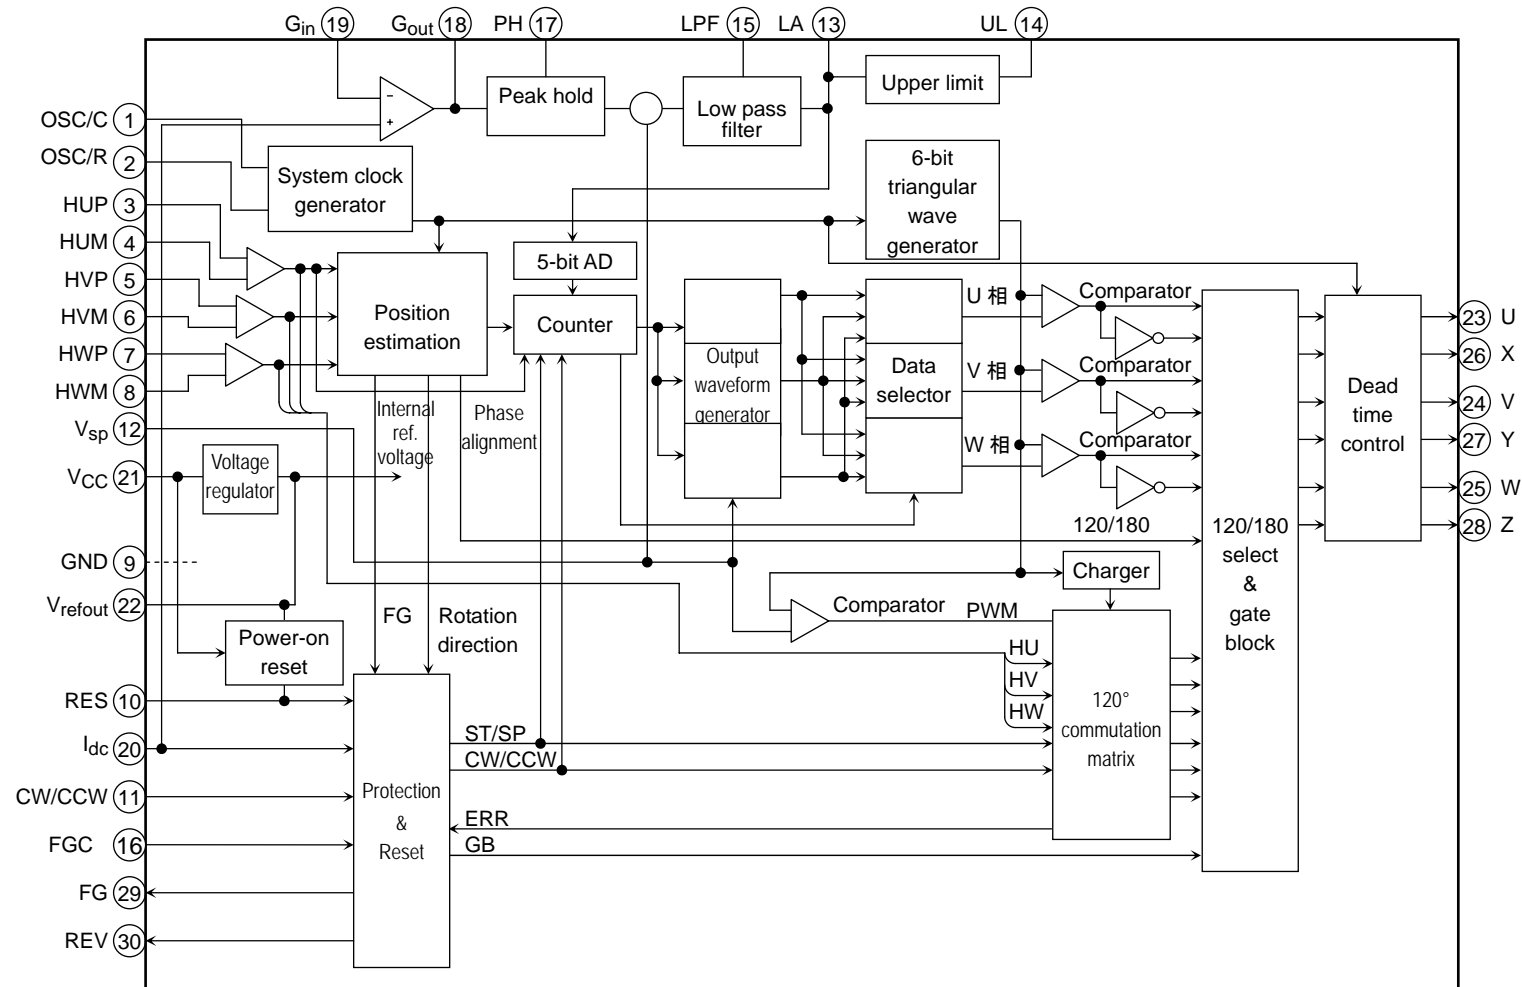 Gin 19
Gout 18
PH 17
LPF 15
LA 13
UL 14
OSC/C 1
OSC/R 2
HUP 3
HUM 4
HVP 5
HVM 6
HWP 7
HWM 8
Vsp 12
VCC 21
GND 9
Vrefout 22
RES 10
Idc 20
CW/CCW 11
FGC 16
FG 29
REV 30
−
+
Peak hold
Low pass
filter
Upper limit
System clock
generator
6-bit
triangular
wave
generator
5-bit AD
Position
estimation
Counter
Output
waveform
generator
Data
selector
U 相
V 相
W 相
Comparator
Comparator
Comparator
Internal
ref.
voltage
Phase
alignment
Voltage
regulator
120/180
120/180
select
&
gate
block
Dead
time
control
23 U
26 X
24 V
27 Y
25 W
28 Z
Charger
Comparator
PWM
Power-on
reset
FG
Rotation
direction
HU
HV
HW
120°
commutation
matrix
ST/SP
CW/CCW
ERR
GB
Protection
&
Reset